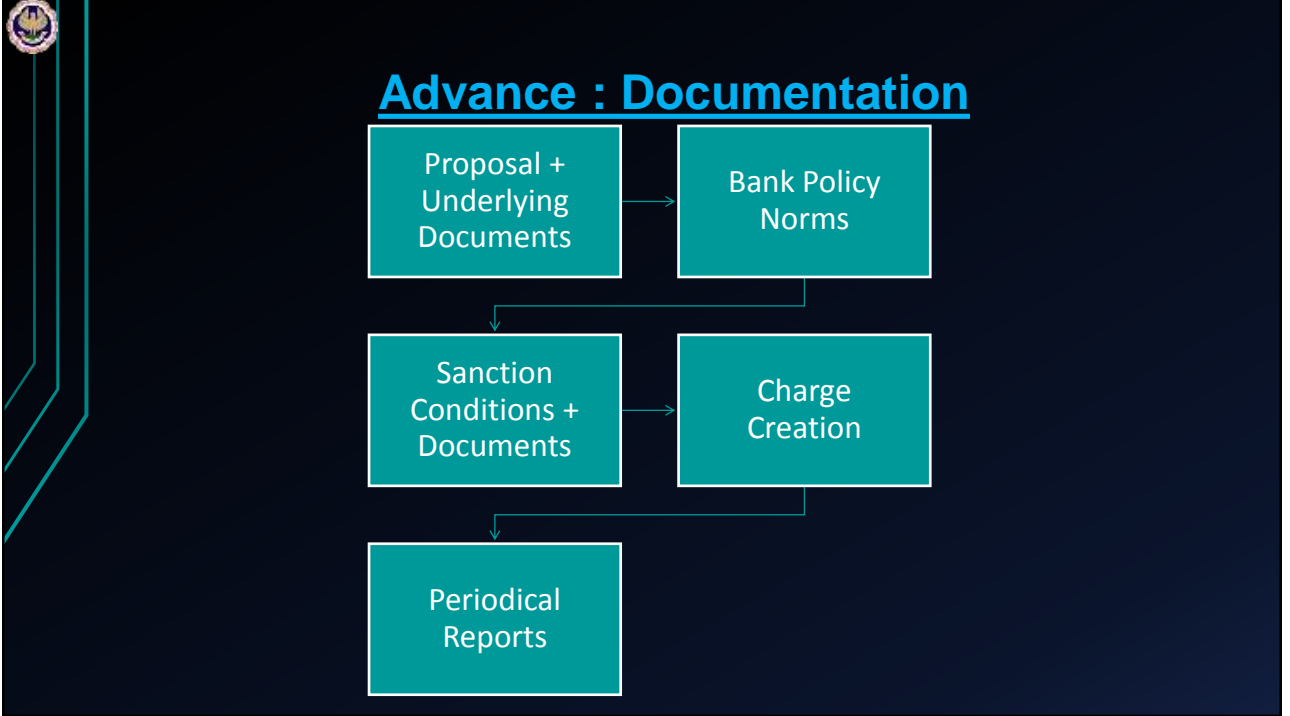 Advance : Documentation
Proposal +
Underlying
Documents
Bank Policy
Norms
Sanction
Conditions +
Documents
Charge
Creation
Periodical
Reports